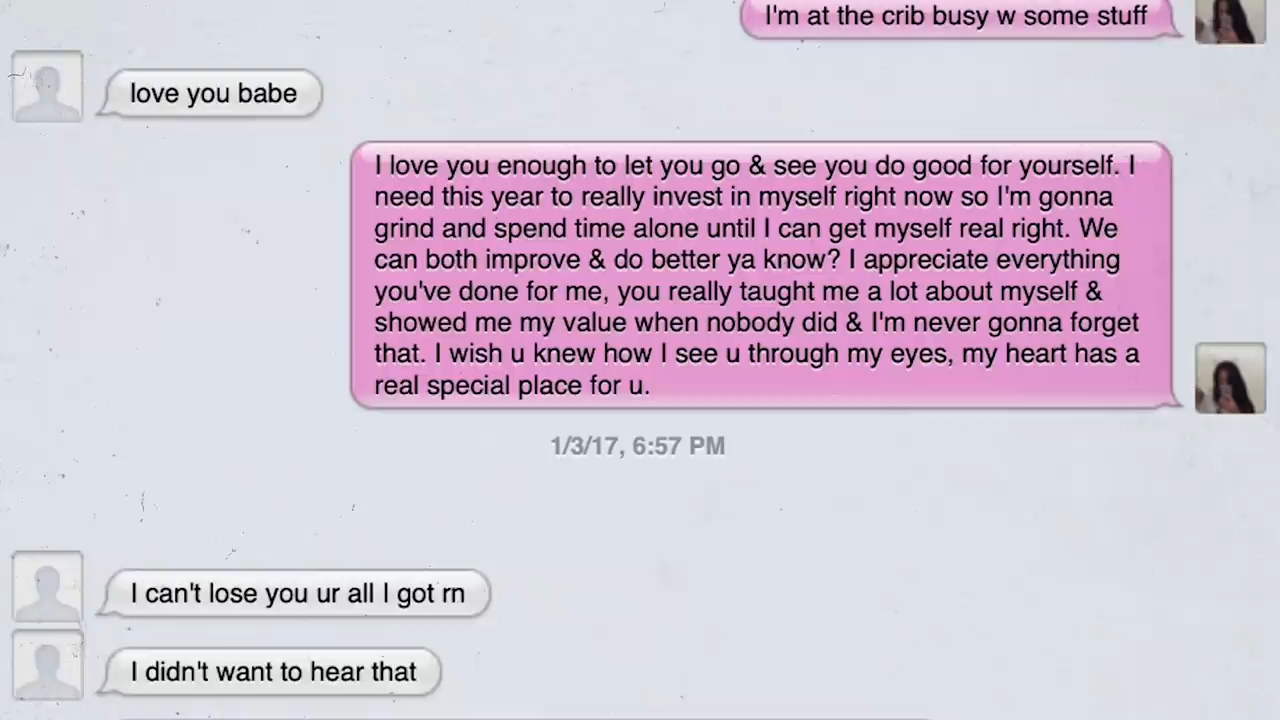 I'm at the crib busy w some stuff
love you babe
I love you enough to let you go & see you do good for yourself. I
need this year to really invest in myself right now so I'm gonna
grind and spend time alone until I can get myself real right. We
can both improve & do better ya know? I appreciate everything
you've done for me, you really taught me a lot about myself &
showed me my value when nobody did & I'm never gonna forget
that. I wish u knew how I see u through my eyes, my heart has a
real special place for u.
1/3/17, 6:57 PM
I can't lose you ur all I got rn
I didn't want to hear that